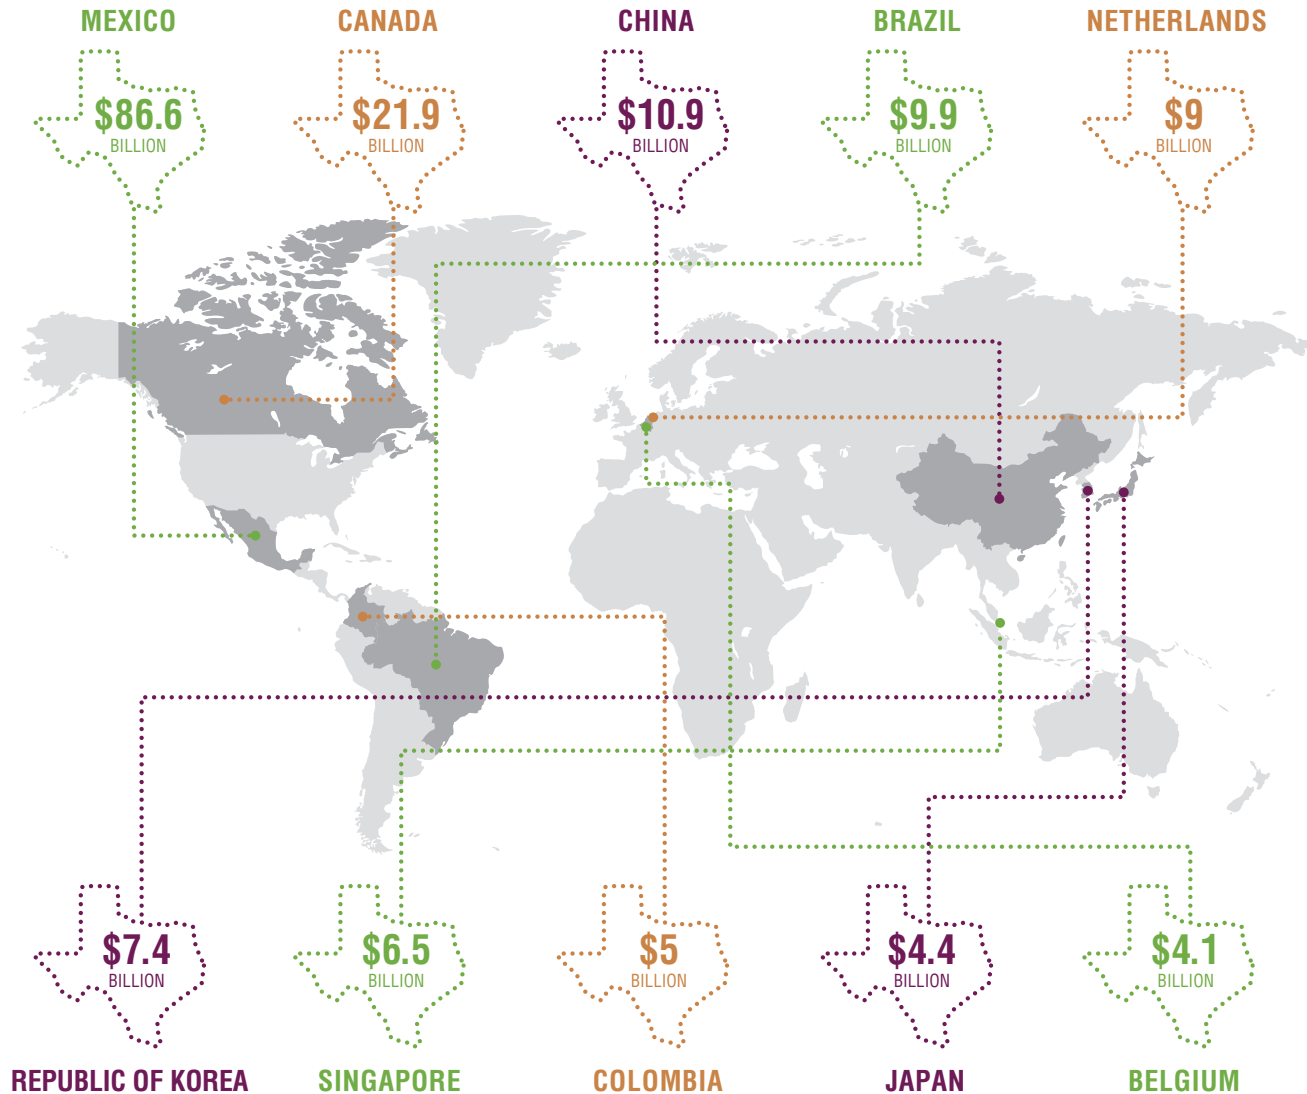 MEXICO
CANADA
CHINA
BRAZIL
NETHERLANDS
$86.6
BILLION
$21.9
BILLION
$10.9
BILLION
$9.9
BILLION
$9
BILLION
$7.4
BILLION
$6.5
BILLION
$5
BILLION
$4.4
BILLION
$4.1
BILLION
REPUBLIC OF KOREA
SINGAPORE
COLOMBIA
JAPAN
BELGIUM